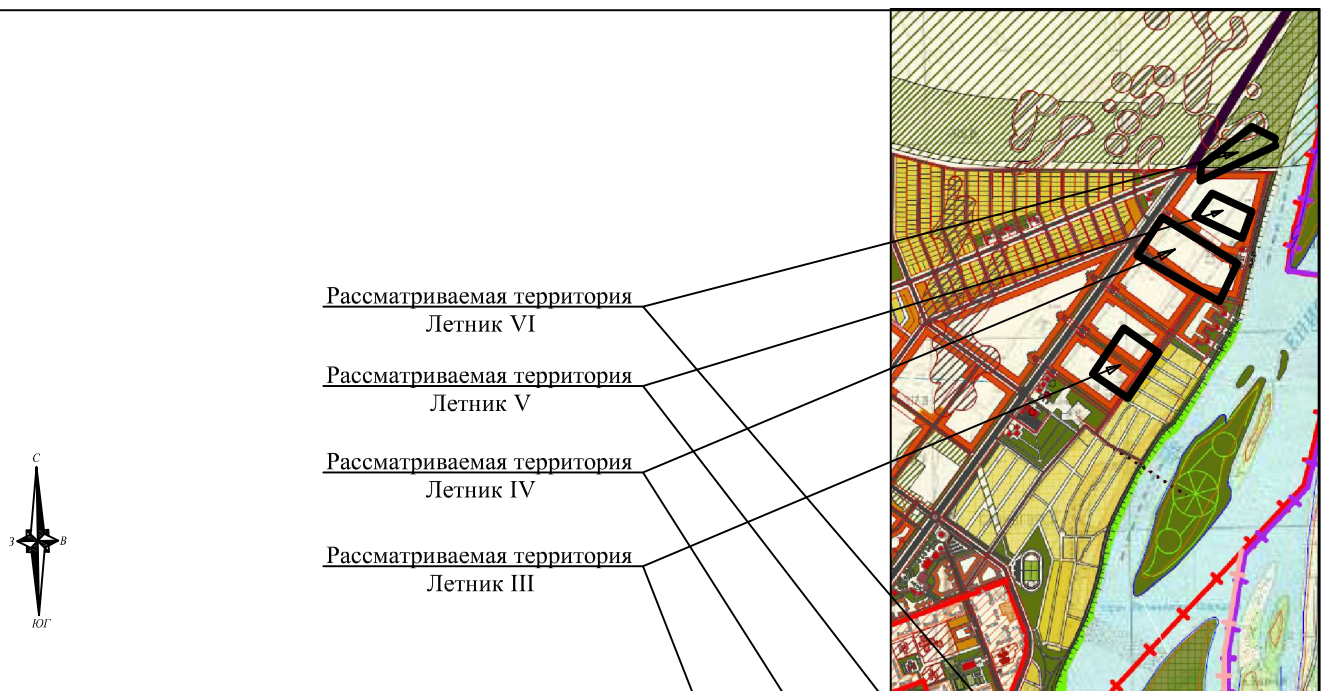 Рассматриваемая территория
Летник VI
Рассматриваемая территория
Летник V
Рассматриваемая территория
Летник IV
С
З
В
ЮГ
Рассматриваемая территория
Летник III